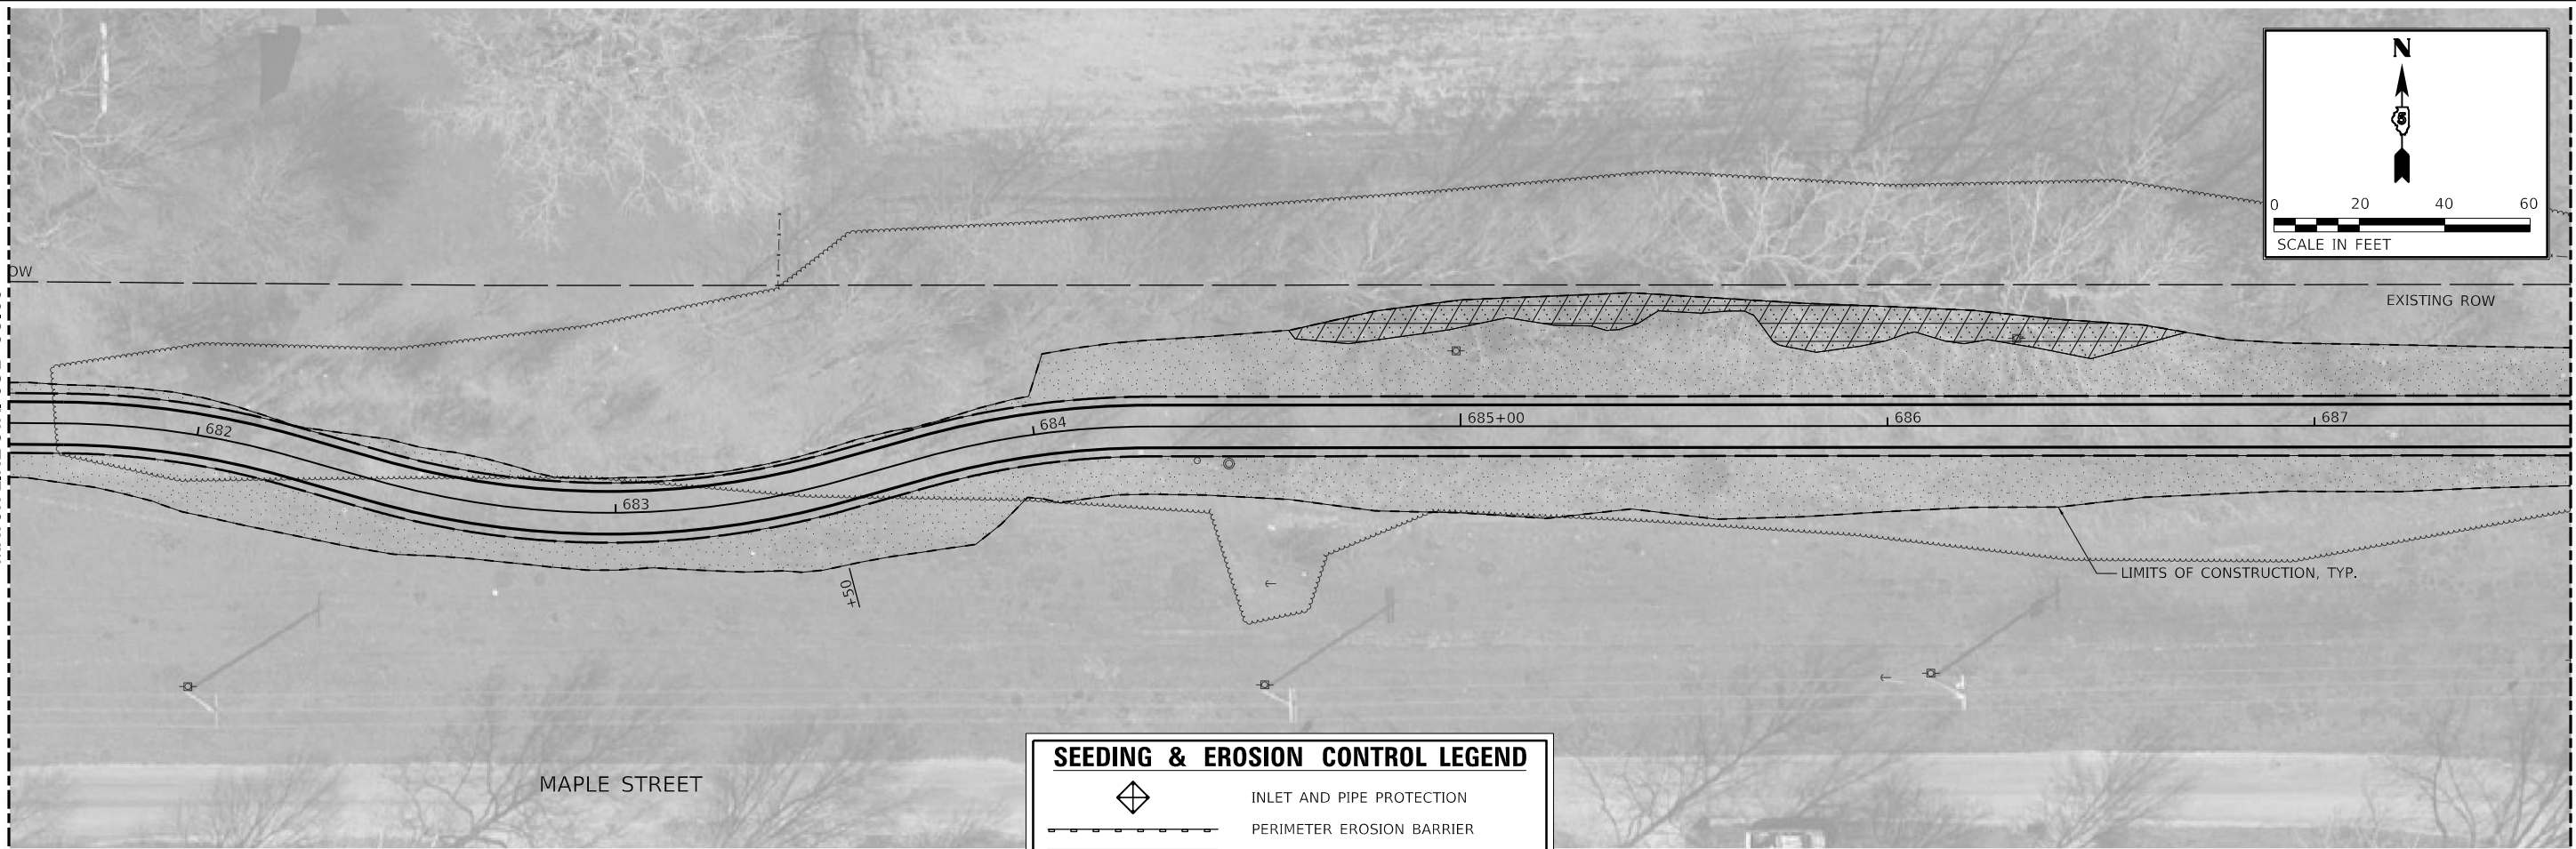 N
5
0 20 40 60
SCALE IN FEET
OW
EXISTING ROW
682
684
685+00
686
687
683
+50
LIMITS OF CONSTRUCTION, TYP.
MAPLE STREET
SEEDING & EROSION CONTROL LEGEND
INLET AND PIPE PROTECTION
PERIMETER EROSION BARRIER